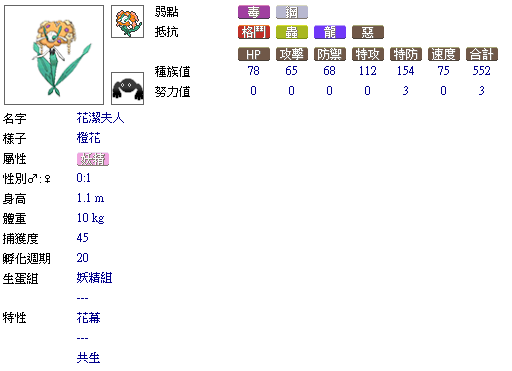 弱點 毒 鋼
抵抗 格鬥 蟲 龍 惡
HP 攻擊 防禦 特攻 特防 速度 合計
種族值 78 65 68 112 154 75 552
努力值 0 0 0 0 3 0 3
名字 花潔夫人
樣子 橙花
屬性 妖精
性別♂:♀ 0:1
身高 1.1 m
體重 10 kg
捕獲度 45
孵化週期 20
生蛋組 妖精組
---
特性 花幕
---
共生